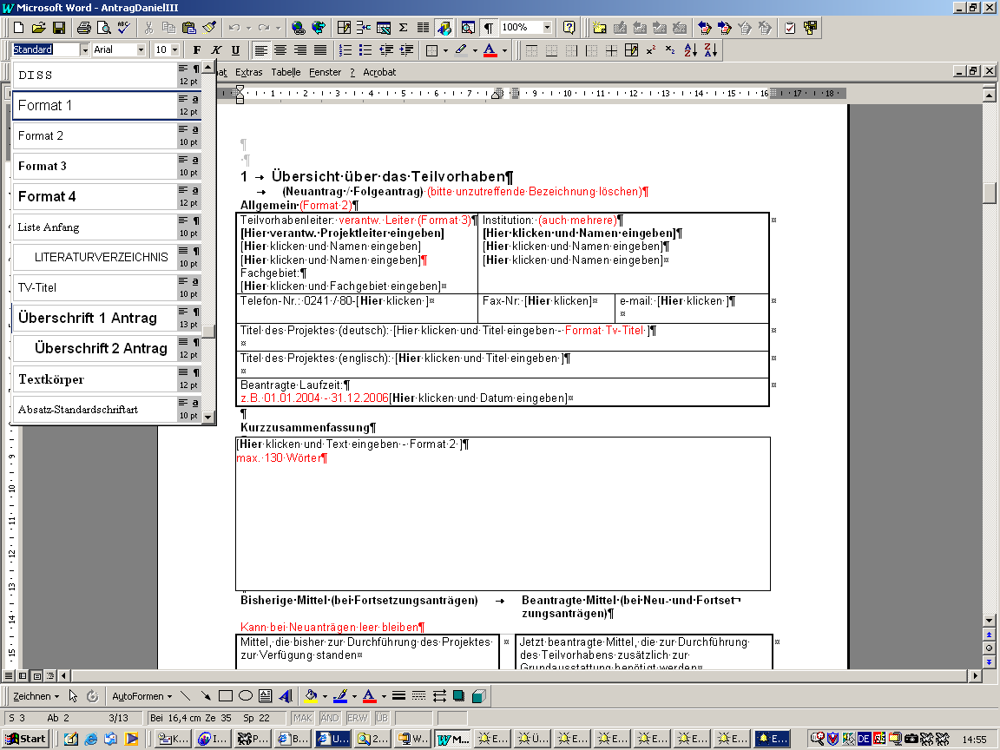 Microsoft Word - AntragDanielIII
100%
Standard
Arial
10
F K U
Extras Tabelle Fenster ? Acrobat
DISS
12 pt
Format 1
12 pt
Format 2
10 pt
Format 3
10 pt
Format 4
12 pt
Liste Anfang
10 pt
LITERATURVERZEICHNIS
10 pt
TV-Titel
10 pt
Überschrift 1 Antrag
13 pt
Überschrift 2 Antrag
12 pt
Textkörper
12 pt
Absatz-Standardschriftart
10 pt
1 → Übersicht·über·das·Teilvorhaben¶
→ (Neuantrag·/·Folgeantrag)·(bitte·unzutreffende·Bezeichnung·löschen)¶
Allgemein·(Format·2)¶
Teilvorhabenleiter:·verantw.·Leiter·(Format·3)¶
[Hier·verantw.·Projektleiter·eingeben]
[Hier·klicken·und·Namen·eingeben]
[Hier·klicken·und·Namen·eingeben]¶
Fachgebiet:¶
[Hier·klicken·und·Fachgebiet·eingeben]¤
Institution:·(auch·mehrere)¶
[Hier·klicken·und·Namen·eingeben]¶
[Hier·klicken·und·Namen·eingeben]¶
[Hier·klicken·und·Namen·eingeben]¤
Telefon-Nr.:·0241·/·80-[Hier·klicken·]¤
Fax-Nr:·[Hier·klicken]¤
e-mail:·[Hier·klicken·]¶
¤
Titel·des·Projektes·(deutsch):·[Hier·klicken·und·Titel·eingeben·-·Format·Tv-Titel·]¶
¤
Titel·des·Projektes·(englisch):·[Hier·klicken·und·Titel·eingeben·]¶
¤
Beantragte·Laufzeit:¶
z.B.·01.01.2004·-·31.12.2006[Hier·klicken·und·Datum·eingeben]¤
¶
Kurzzusammenfassung¶
[Hier·klicken·und·Text·eingeben·-·Format·2·]¶
max.·130·Wörter¶
Bisherige·Mittel·(bei·Fortsetzungsanträgen) → Beantragte·Mittel·(bei·Neu-·und·Fortset¬
zungsanträgen)¶
Kann·bei·Neuanträgen·leer·bleiben¶
Mittel,·die·bisher·zur·Durchführung·des·Projektes·
zur·Verfügung·standen¤
Jetzt·beantragte·Mittel,·die·zur·Durchführung·
des·Teilvorhabens·zusätzlich·zur·
Grundausstattung·benötigt·werden¤
Zeichnen AutoFormen
S 3 Ab 2 3/13 Bei 16,4 cm Ze 35 Sp 22 MAK ÄND ERW ÜB
Start K... I... P... B... U... 2... W... M... E... Ü... E... E... E... E... E... E... DE 14:55